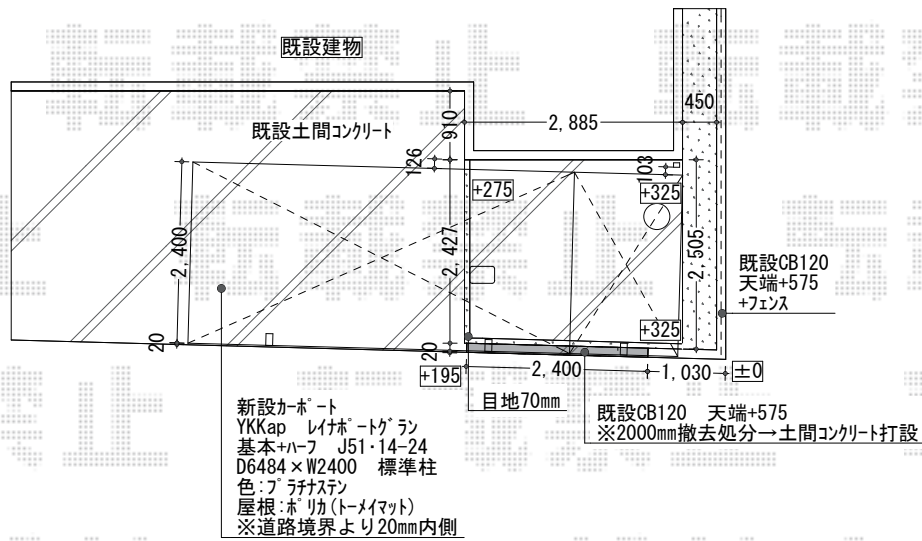 既設建物
既設土間コンクリート
910
2,885
450
126
103
+275
+325
2,400
2,427
2,505
既設CB120
天端+575
+フェンス
+325
20
20
+195
2,400
1,030
±0
目地70mm
新設カーポート
YKKap レイナポートグラン
基本+ハーフ J51・14-24
D6484×W2400 標準柱
色:プラチナステン
屋根:ポリカ(トーメイマット)
※道路境界より20mm内側
既設CB120 天端+575
※2000mm撤去処分→土間コンクリート打設